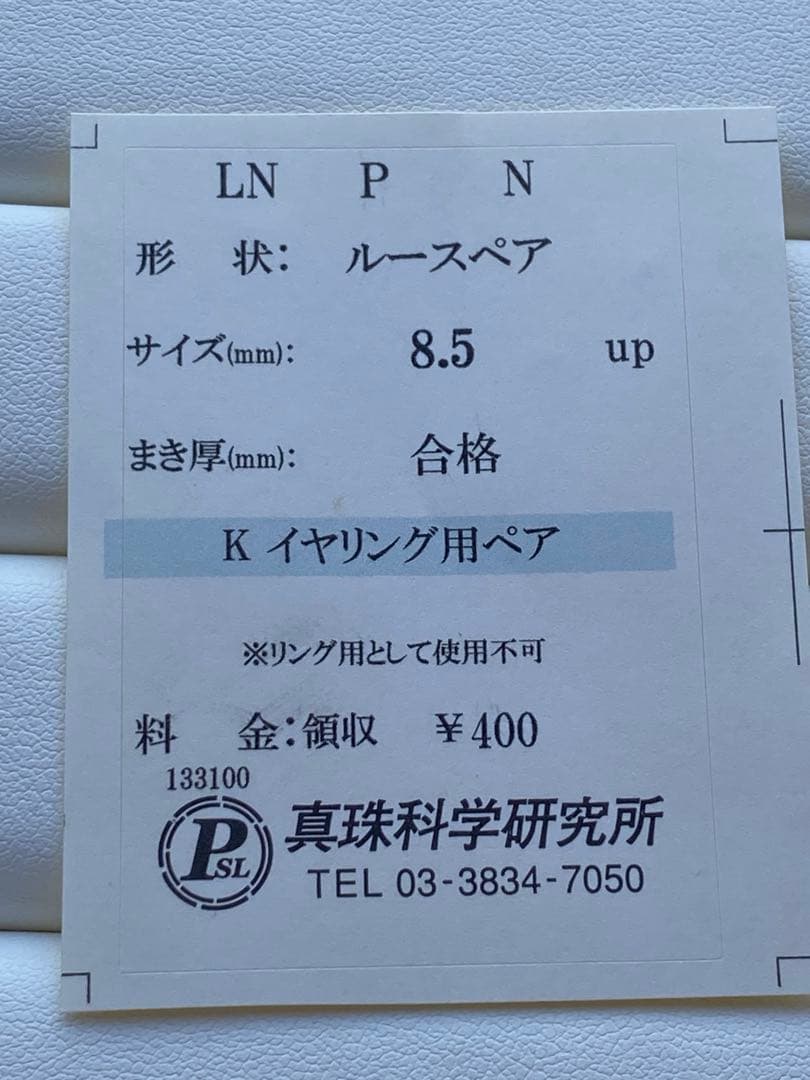 LN P N
形 状: ルースペア
サイズ(mm): 8.5 up
まき厚(mm): 合格
K イヤリング用ペア
※リング用として使用不可
料 金:領収 ¥400
133100
PSL 真珠科学研究所
TEL 03-3834-7050